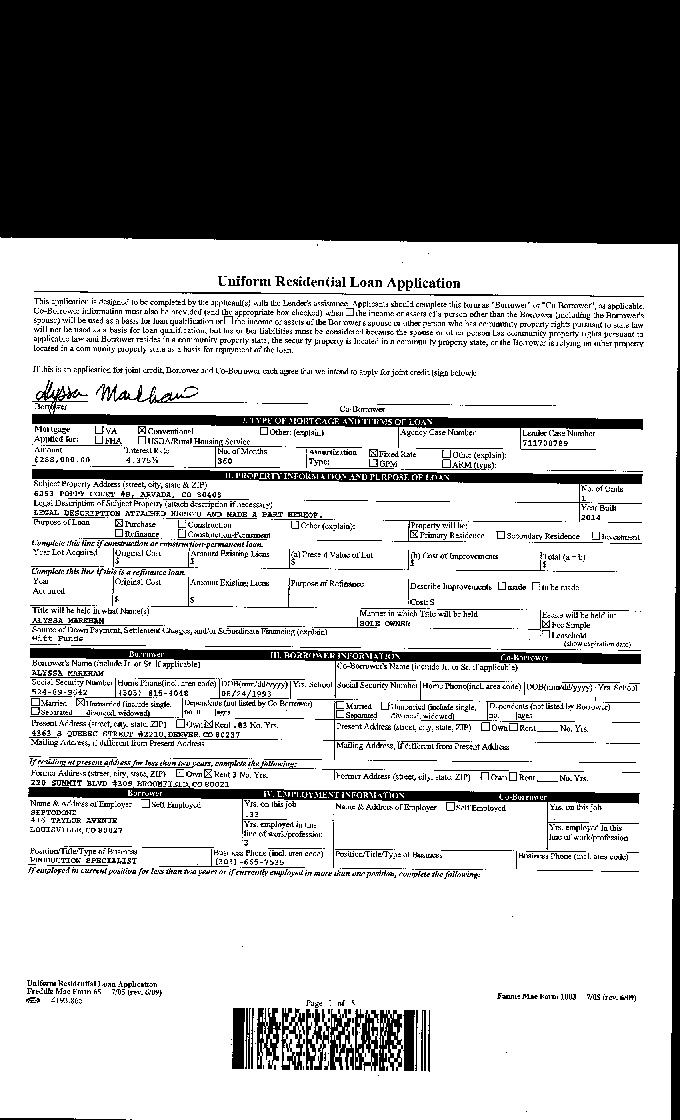 Uniform Residential Loan Application
This application is designed to be completed by the applicant(s) with the Lender's assistance. Applicants should complete this form as "Borrower" or "Co-Borrower", as applicable.
Co-Borrower information must also be provided (and the appropriate box checked) when ☐ the income or assets of a person other than the Borrower (including the Borrower's
spouse) will be used as a basis for loan qualification or ☐ the income or assets of the Borrower's spouse or other person who has community property rights pursuant to state law
will not be used as a basis for loan qualification, but his or her liabilities must be considered because the spouse or other person has community property rights pursuant to
applicable law and Borrower resides in a community property state, the security property is located in a community property state, or the Borrower is relying on other property
located in a community property state as a basis for repayment of the loan.
If this is an application for joint credit, Borrower and Co-Borrower each agree that we intend to apply for joint credit (sign below):
Alyssa Markham
Borrower Co-Borrower
I. TYPE OF MORTGAGE AND TERMS OF LOAN
Mortgage ☐ VA ☒ Conventional ☐ Other: (explain) Agency Case Number Lender Case Number
Applied for: ☐ FHA ☐ USDA/Rural Housing Service 711700789
Amount Interest Rate No. of Months Amortization ☒ Fixed Rate ☐ Other (explain):
$288,000.00 4.375% 360 Type: ☐ GPM ☐ ARM (type):
II. PROPERTY INFORMATION AND PURPOSE OF LOAN
Subject Property Address (street, city, state & ZIP) No. of Units
POPPY COURT #B, ARVADA, CO 1
Legal Description of Subject Property (attach description if necessary) Year Built
LEGAL DESCRIPTION ATTACHED HERETO AND MADE A PART HEREOF. 2014
Purpose of Loan ☒ Purchase ☐ Construction ☐ Other (explain): Property will be:
☐ Refinance ☐ Construction-Permanent ☒ Primary Residence ☐ Secondary Residence ☐ Investment
Complete this line if construction or construction-permanent loan.
Year Lot Acquired Original Cost Amount Existing Liens (a) Present Value of Lot (b) Cost of Improvements Total (a + b)
$ $ $ $ $
Complete this line if this is a refinance loan.
Year Original Cost Amount Existing Liens Purpose of Refinance Describe Improvements ☐ made ☐ to be made
Acquired
$ $ Cost: $
Title will be held in what Name(s) Manner in which Title will be held Estate will be held in:
ALYSSA MARKHAM SOLE OWNER ☒ Fee Simple
Source of Down Payment, Settlement Charges, and/or Subordinate Financing (explain) ☐ Leasehold
Gift Funds (show expiration date)
Borrower III. BORROWER INFORMATION Co-Borrower
Borrower's Name (include Jr. or Sr. if applicable) Co-Borrower's Name (include Jr. or Sr. if applicable)
ALYSSA MARKHAM
Social Security Number Home Phone (incl. area code) DOB (mm/dd/yyyy) Yrs. School Social Security Number Home Phone (incl. area code) DOB (mm/dd/yyyy) Yrs. School
(303)
☐ Married ☒ Unmarried (include single, Dependents (not listed by Co-Borrower) ☐ Married ☐ Unmarried (include single, Dependents (not listed by Borrower)
☐ Separated divorced, widowed) no. 0 ages ☐ Separated divorced, widowed) no. ages
Present Address (street, city, state, ZIP) ☐ Own ☒ Rent .83 No. Yrs. Present Address (street, city, state, ZIP) ☐ Own ☐ Rent No. Yrs.
4363 S QUEBEC STREET #2210, DENVER, CO 80237
Mailing Address, if different from Present Address Mailing Address, if different from Present Address
If residing at present address for less than two years, complete the following:
Former Address (street, city, state, ZIP) ☐ Own ☒ Rent 3 No. Yrs. Former Address (street, city, state, ZIP) ☐ Own ☐ Rent No. Yrs.
SUMMIT BLVD #309 BROOMFIELD, CO 80021
Borrower IV. EMPLOYMENT INFORMATION Co-Borrower
Name & Address of Employer ☐ Self Employed Yrs. on this job Name & Address of Employer ☐ Self Employed Yrs. on this job
SEPTODONT .33
TAYLOR AVENUE Yrs. employed in this Yrs. employed in this
LOUISVILLE, CO 80027 line of work/profession line of work/profession
3
Position/Title/Type of Business Business Phone (incl. area code) Position/Title/Type of Business Business Phone (incl. area code)
PRODUCTION SPECIALIST
If employed in current position for less than two years or if currently employed in more than one position, complete the following:
Uniform Residential Loan Application
Freddie Mac Form 65 7/05 (rev. 6/09) Fannie Mae Form 1003 7/05 (rev. 6/09)
Page 1 of 5